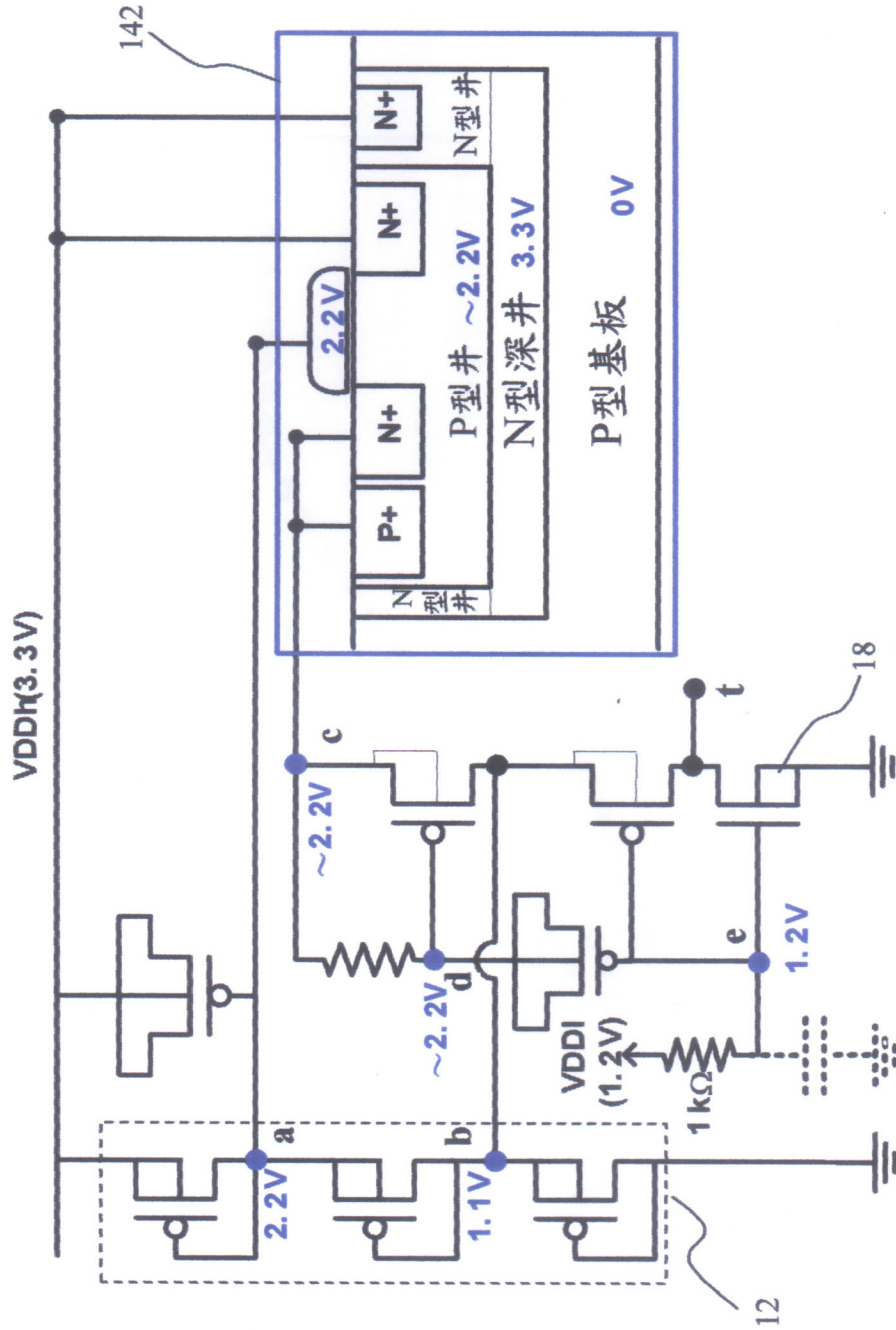 VDDh(3.3V)
142
a
2.2V
b
1.1V
12
c
~2.2V
d
~2.2V
VDDl
(1.2V)
1kΩ
e
1.2V
t
18
2.2V
P+
N+
N+
N+
N型井
P型井 ~2.2V
N型井
N型深井 3.3V
P型基板 0V